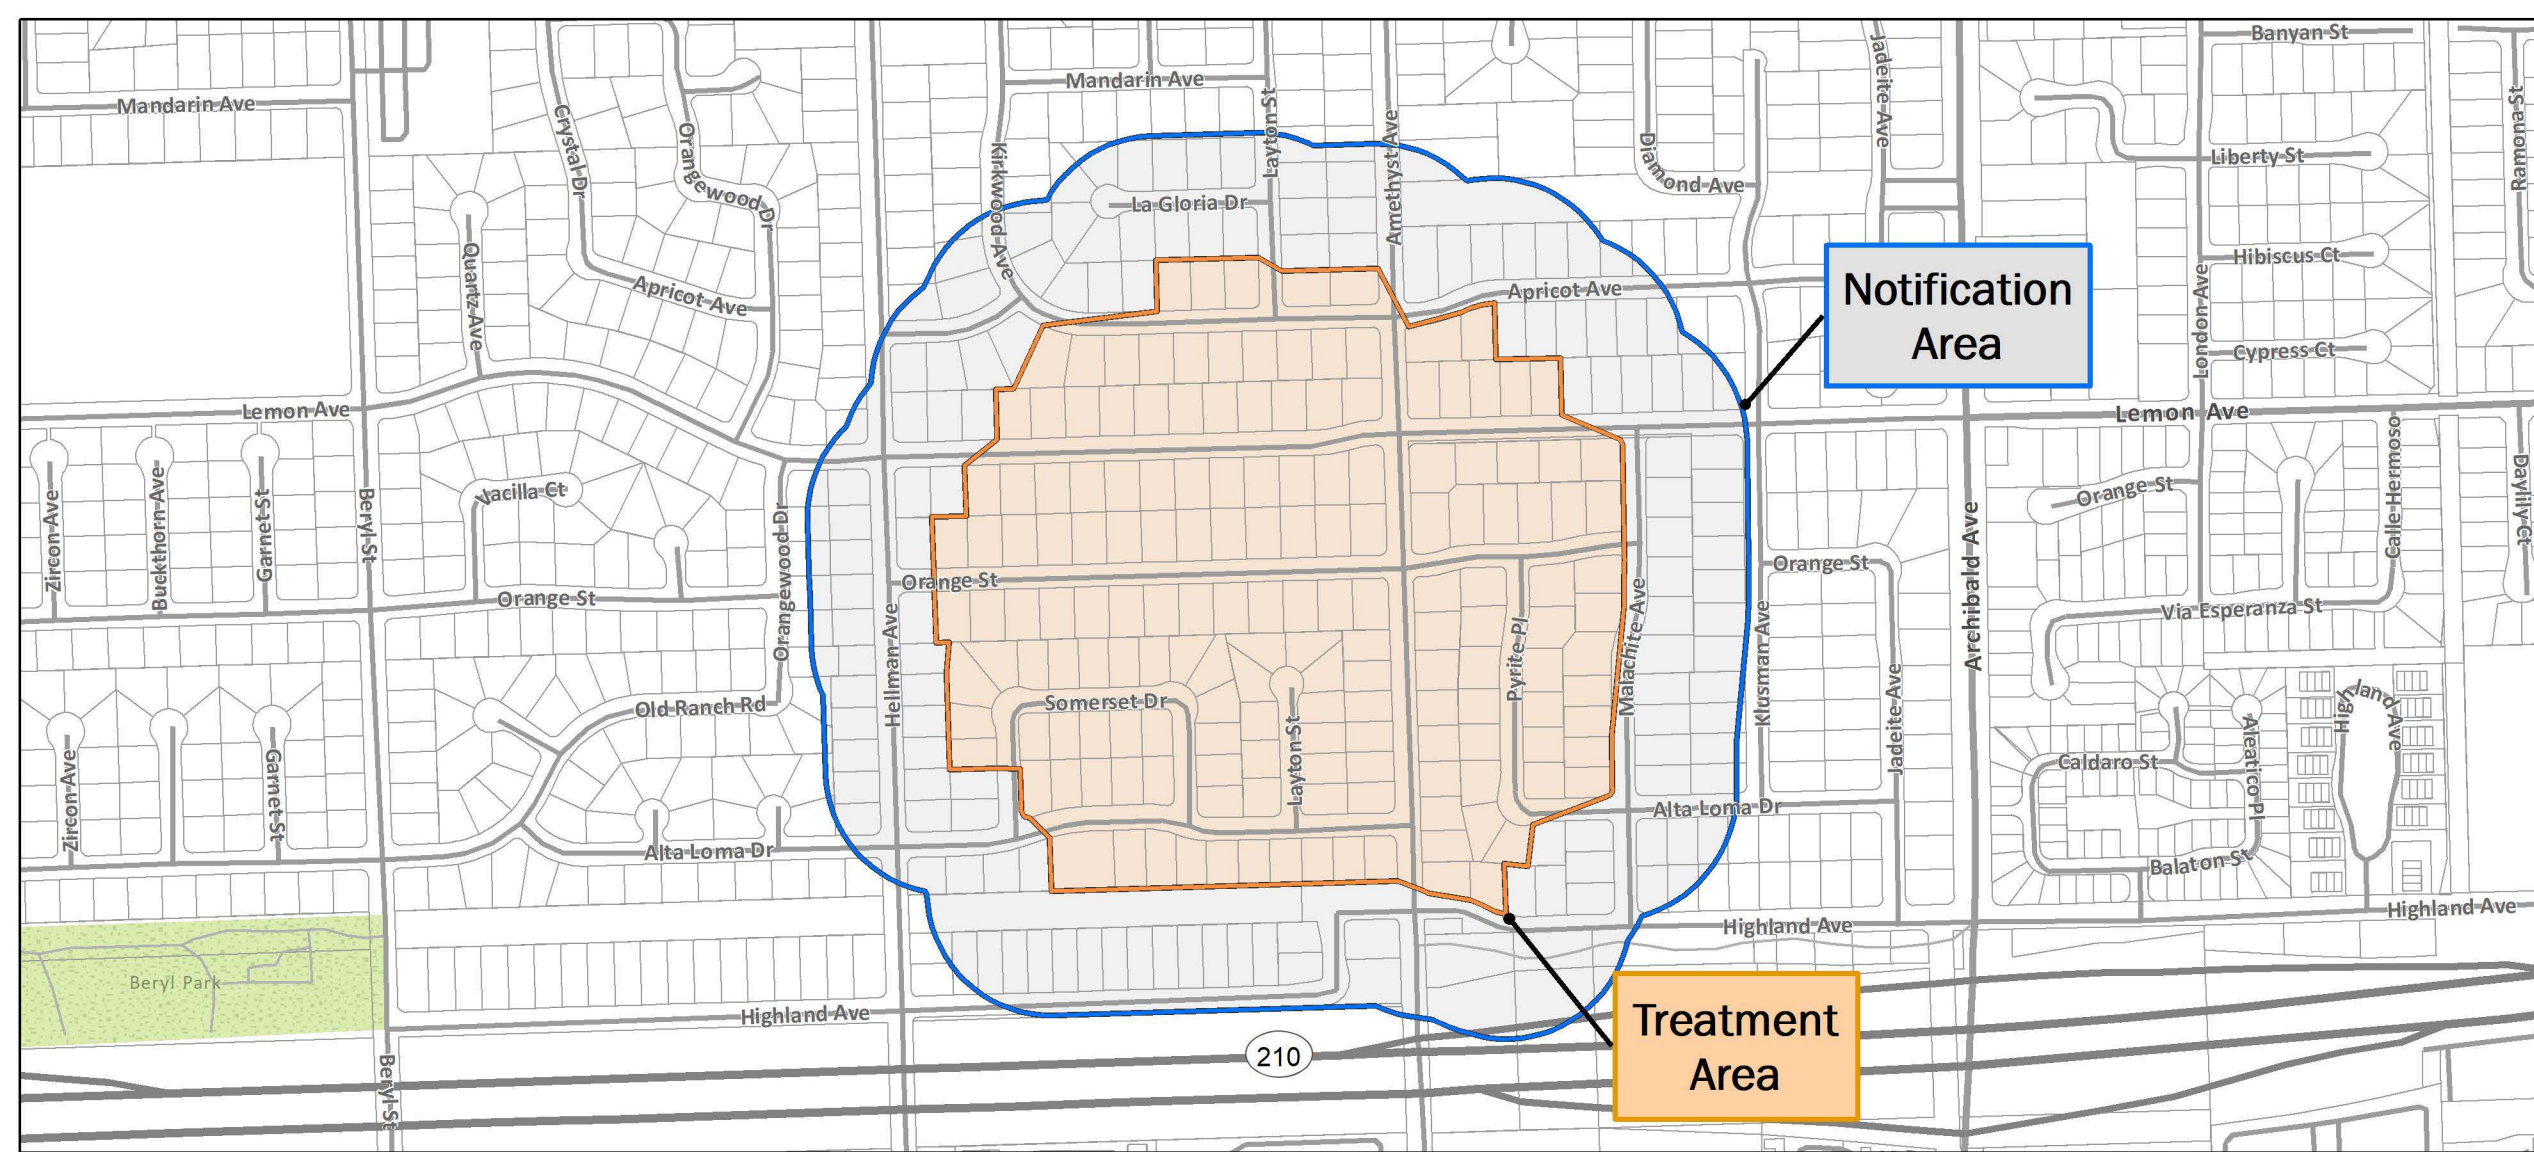 Banyan St
Mandarin Ave
Mandarin Ave
Layton St
Jadeite Ave
Ramona St
Crystal Dr
Orangewood Dr
Kirkwood Ave
Amethyst Ave
Diamond Ave
Liberty St
La Gloria Dr
Quartz Ave
Apricot Ave
Apricot Ave
Hibiscus Ct
London Ave
Cypress Ct
Notification
Area
Lemon Ave
Lemon Ave
Zircon Ave
Buckthorn Ave
Garnet St
Beryl St
Vacilla Ct
Orangewood Dr
Orange St
Calle Hermoso
Daylily Ct
Orange St
Orange St
Orange St
Archibald Ave
Via Esperanza St
Hellman Ave
Pyrite Pl
Malachite Ave
Klusman Ave
Jadeite Ave
Old Ranch Rd
Somerset Dr
Layton St
Highland Ave
Aleatico Pl
Caldaro St
Zircon Ave
Garnet St
Alta Loma Dr
Alta Loma Dr
Balaton St
Highland Ave
Highland Ave
Beryl Park
Highland Ave
Treatment
Area
210
Beryl St